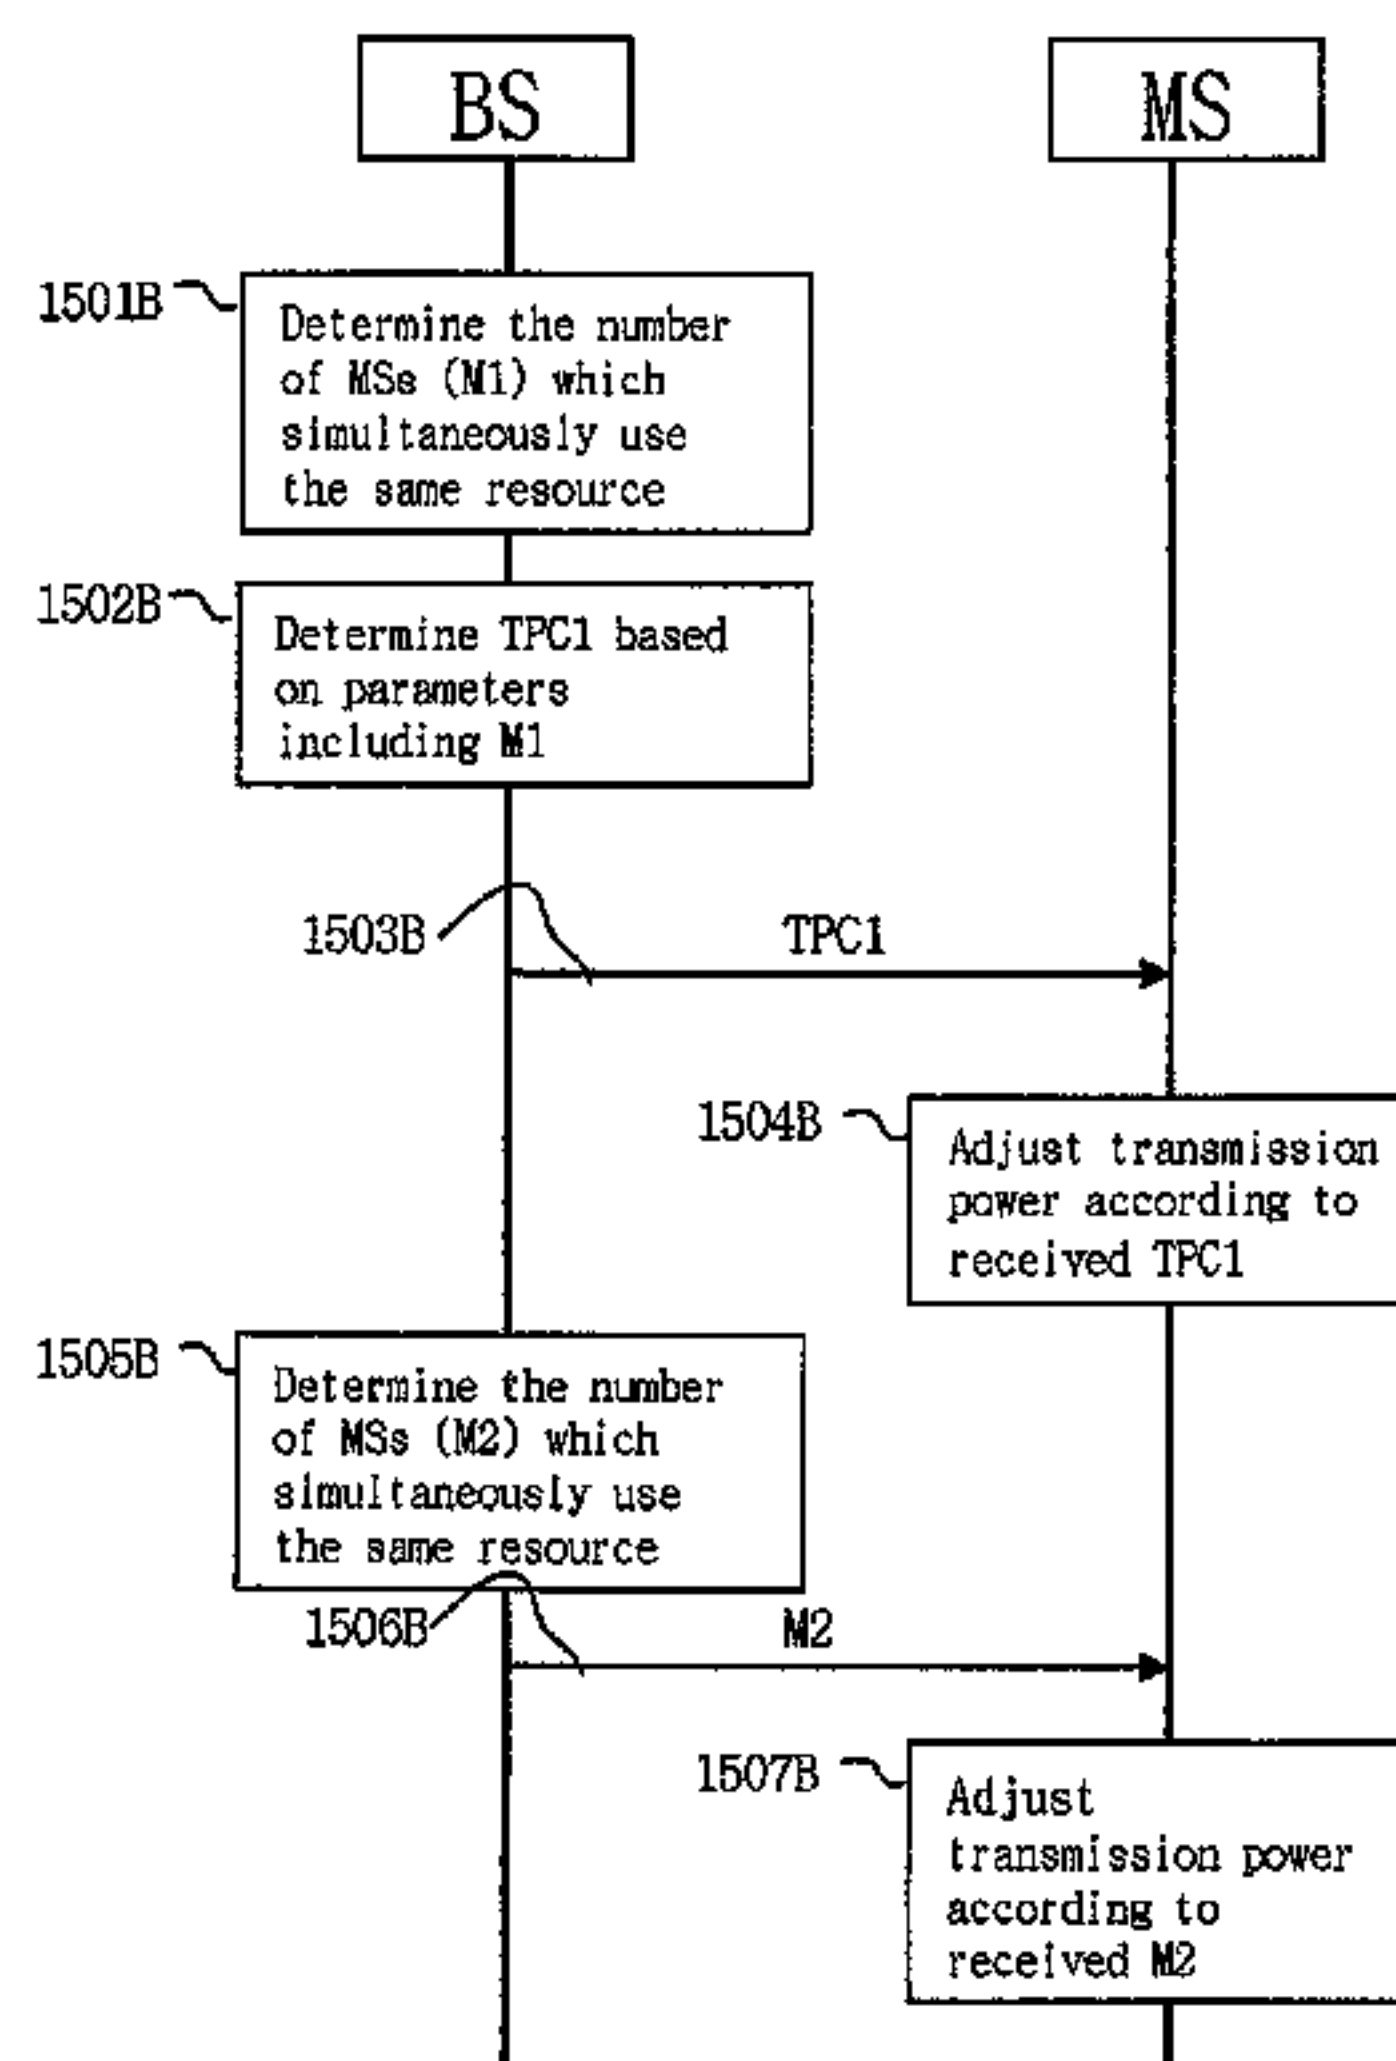 BS
MS
1501B
Determine the number
of MSs (M1) which
simultaneously use
the same resource
1502B
Determine TPC1 based
on parameters
including M1
1503B
TPC1
1504B
Adjust transmission
power according to
received TPC1
1505B
Determine the number
of MSs (M2) which
simultaneously use
the same resource
1506B
M2
1507B
Adjust
transmission power
according to
received M2